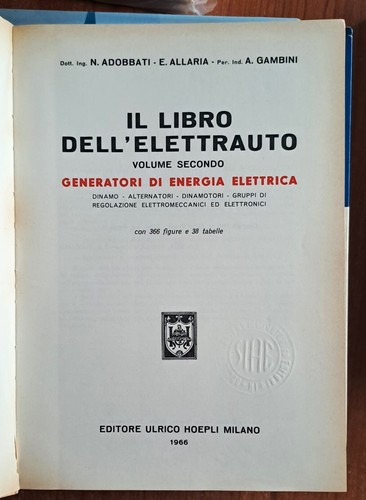 Dott. Ing. N. ADOBBATI - E. ALLARIA - Per. Ind. A. GAMBINI
IL LIBRO
DELL'ELETTRAUTO
VOLUME SECONDO
GENERATORI DI ENERGIA ELETTRICA
DINAMO - ALTERNATORI - DINAMOTORI - GRUPPI DI
REGOLAZIONE ELETTROMECCANICI ED ELETTRONICI
con 366 figure e 38 tabelle
SIAE
EDITORE ULRICO HOEPLI MILANO
1966